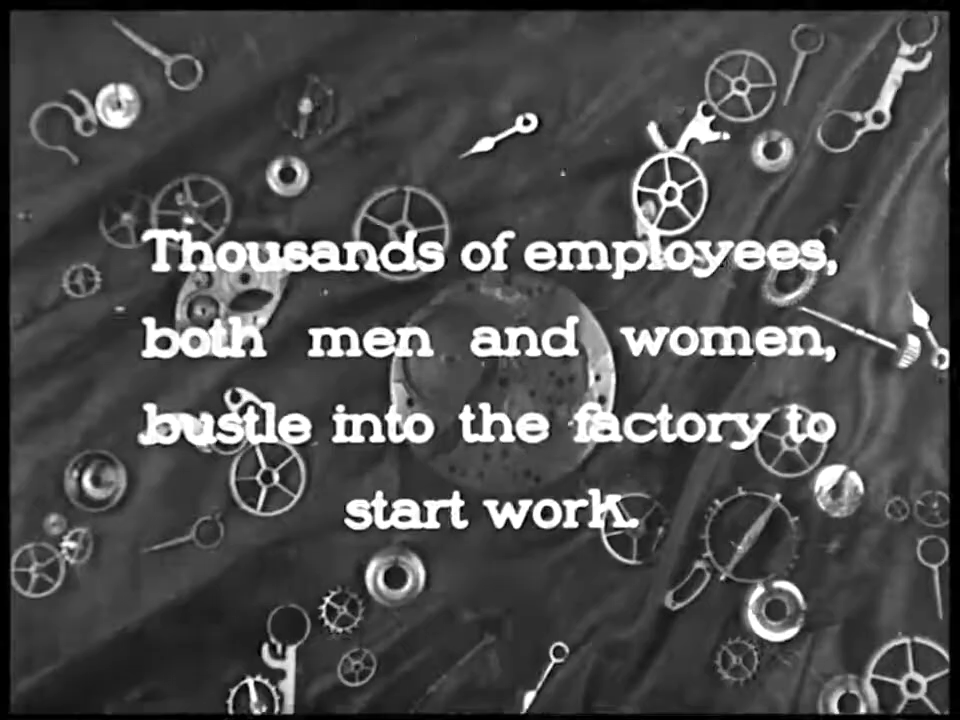 Thousands of employees,
both men and women,
bustle into the factory to
start work.